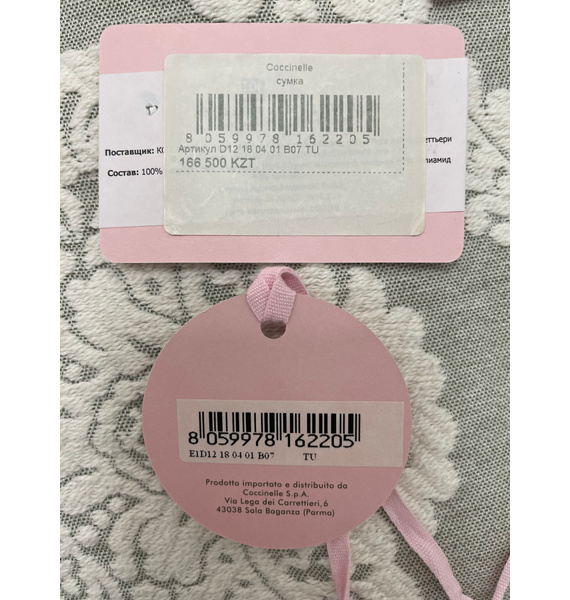 Coccinelle
сумка
8 059978 162205
Артикул D12 18 04 01 B07 TU
166 500 KZT
Поставщик:
Состав: 100%
8 059978 162205
E1D12 18 04 01 B07 TU
Prodotto importato e distribuito da
Coccinelle S.p.A.
Via Lega dei Carrettieri,6
43038 Sala Baganza (Parma)